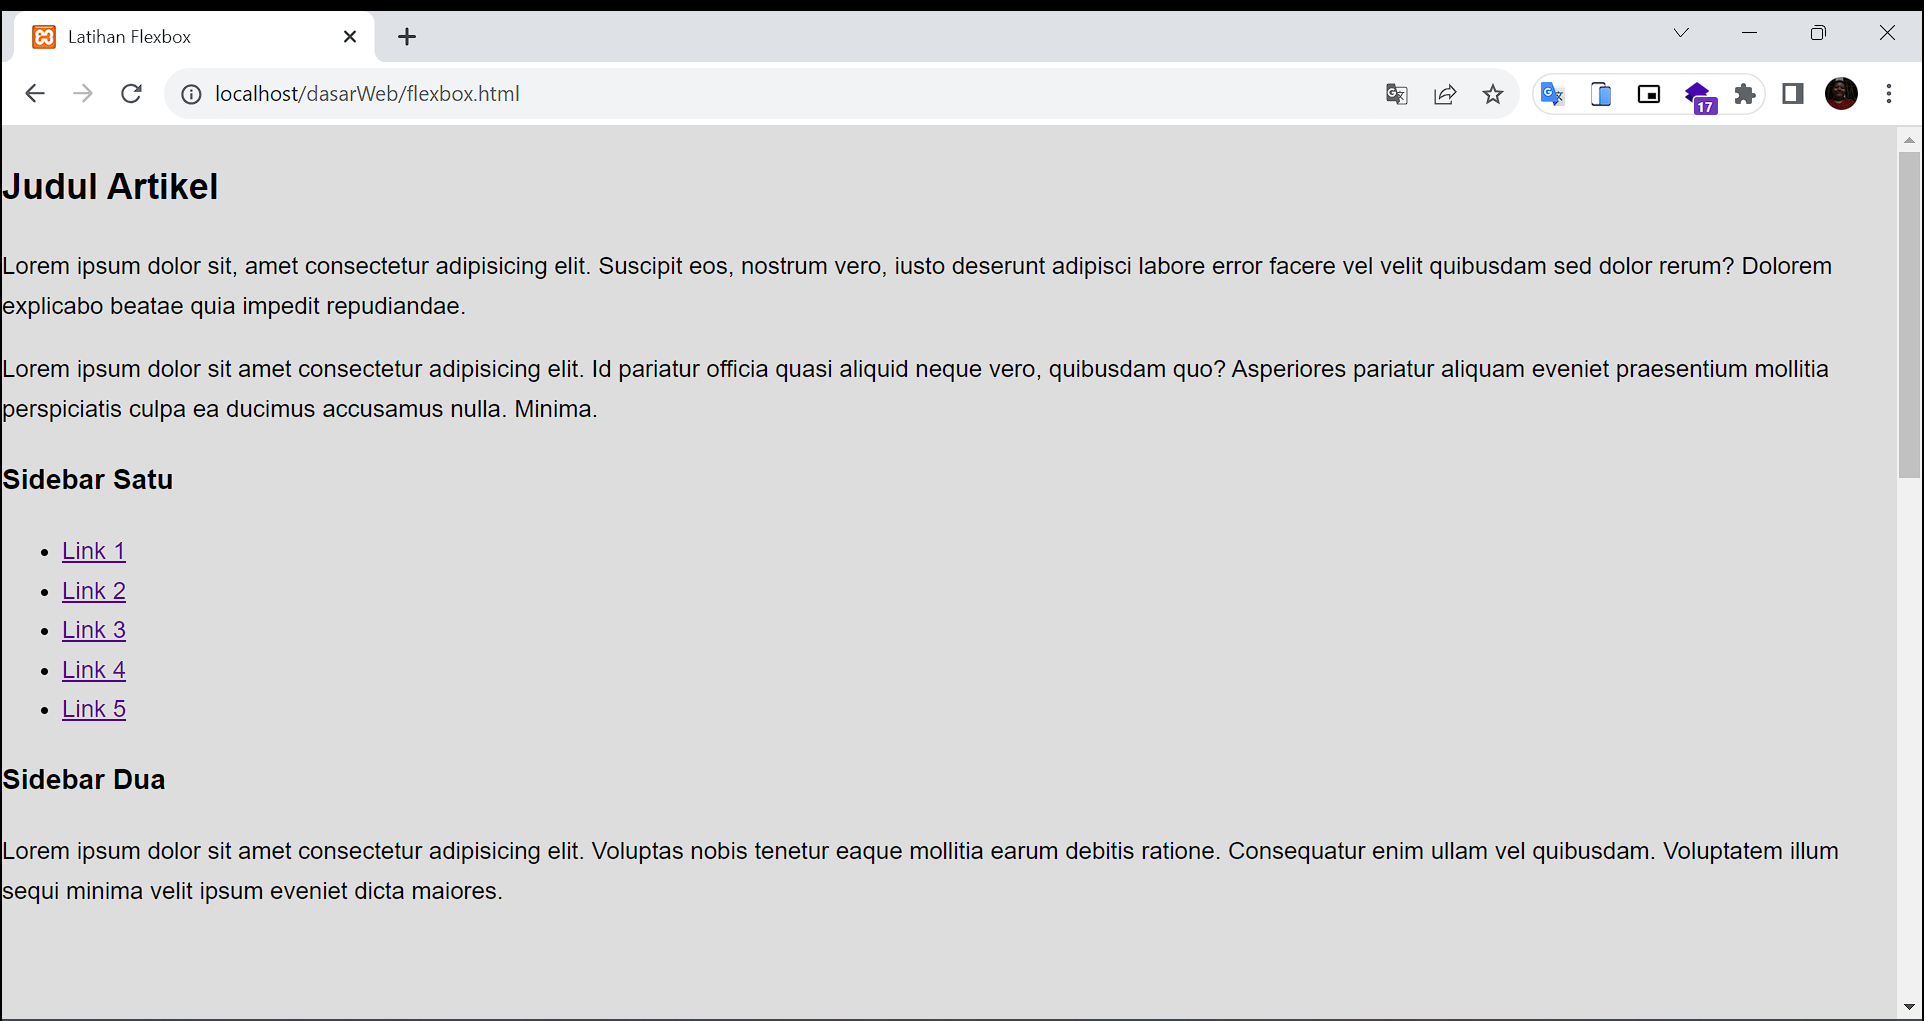 Latihan Flexbox
localhost/dasarWeb/flexbox.html
17
Judul Artikel
Lorem ipsum dolor sit, amet consectetur adipisicing elit. Suscipit eos, nostrum vero, iusto deserunt adipisci labore error facere vel velit quibusdam sed dolor rerum? Dolorem
explicabo beatae quia impedit repudiandae.
Lorem ipsum dolor sit amet consectetur adipisicing elit. Id pariatur officia quasi aliquid neque vero, quibusdam quo? Asperiores pariatur aliquam eveniet praesentium mollitia
perspiciatis culpa ea ducimus accusamus nulla. Minima.
Sidebar Satu
Link 1
Link 2
Link 3
Link 4
Link 5
Sidebar Dua
Lorem ipsum dolor sit amet consectetur adipisicing elit. Voluptas nobis tenetur eaque mollitia earum debitis ratione. Consequatur enim ullam vel quibusdam. Voluptatem illum
sequi minima velit ipsum eveniet dicta maiores.